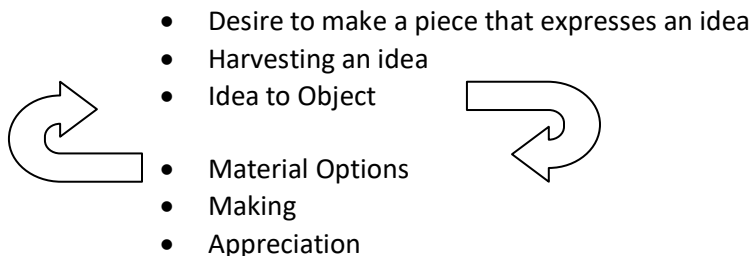 • Desire to make a piece that expresses an idea
• Harvesting an idea
• Idea to Object
• Material Options
• Making
• Appreciation